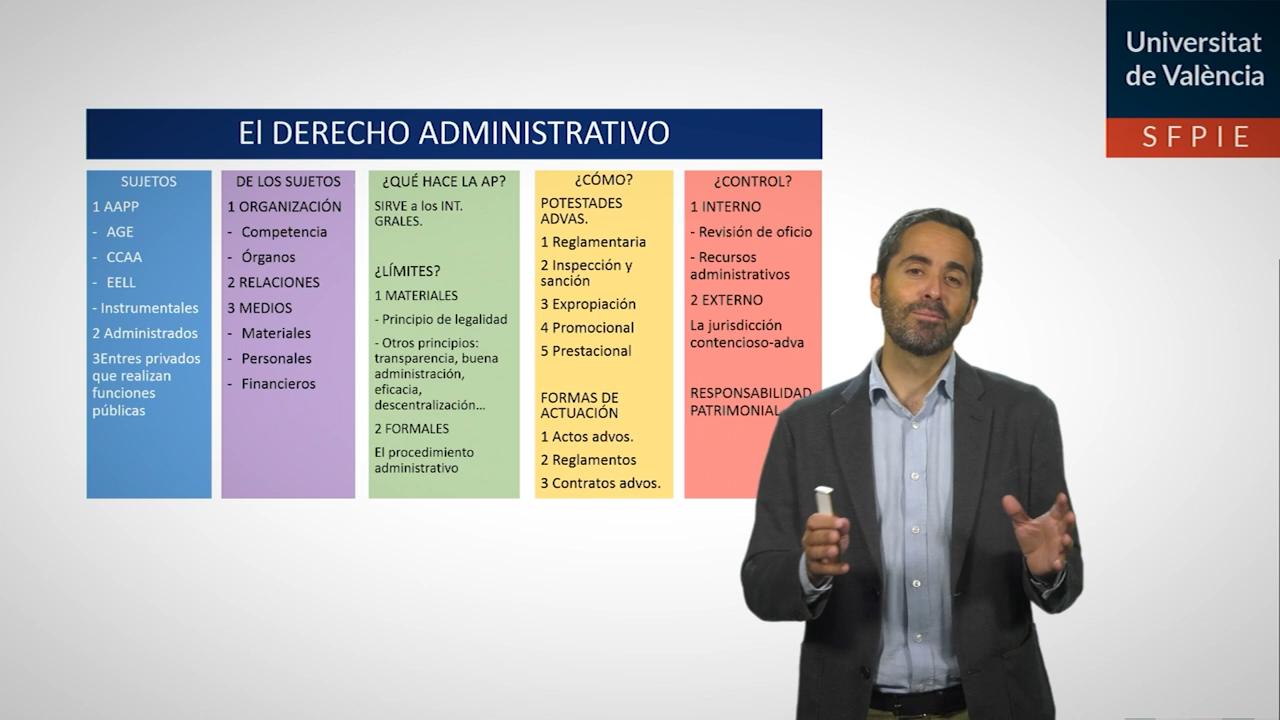 Universitat
de València
SFPIE
El DERECHO ADMINISTRATIVO
SUJETOS
1 AAPP
- AGE
- CCAA
- EELL
- Instrumentales
2 Administrados
3Entres privados
que realizan
funciones
públicas
DE LOS SUJETOS
1 ORGANIZACIÓN
- Competencia
- Órganos
2 RELACIONES
3 MEDIOS
- Materiales
- Personales
- Financieros
¿QUÉ HACE LA AP?
SIRVE a los INT.
GRALES.
¿LÍMITES?
1 MATERIALES
- Principio de legalidad
- Otros principios:
transparencia, buena
administración,
eficacia,
descentralización...
2 FORMALES
El procedimiento
administrativo
¿CÓMO?
POTESTADES
ADVAS.
1 Reglamentaria
2 Inspección y
sanción
3 Expropiación
4 Promocional
5 Prestacional
FORMAS DE
ACTUACIÓN
1 Actos advos.
2 Reglamentos
3 Contratos advos.
¿CONTROL?
1 INTERNO
- Revisión de oficio
- Recursos
administrativos
2 EXTERNO
La jurisdicción
contencioso-adva
RESPONSABILIDAD
PATRIMONIAL